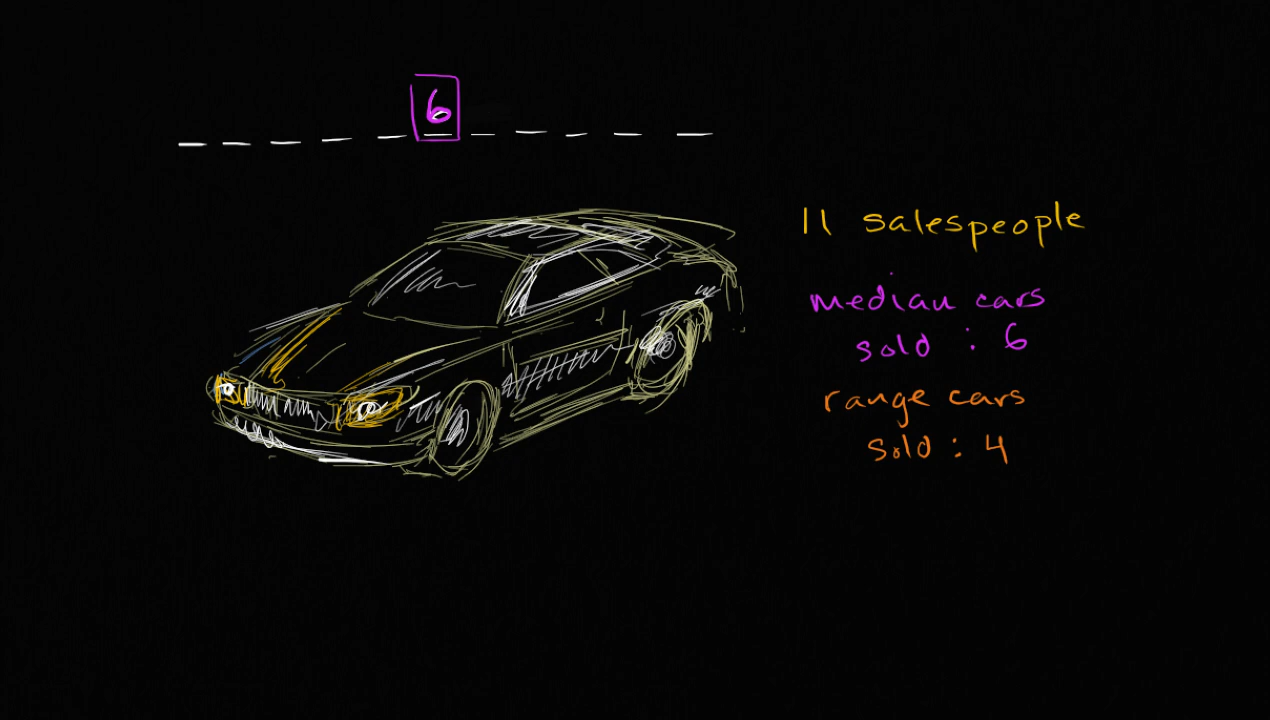 6
11 salespeople
median cars
sold : 6
range cars
sold : 4